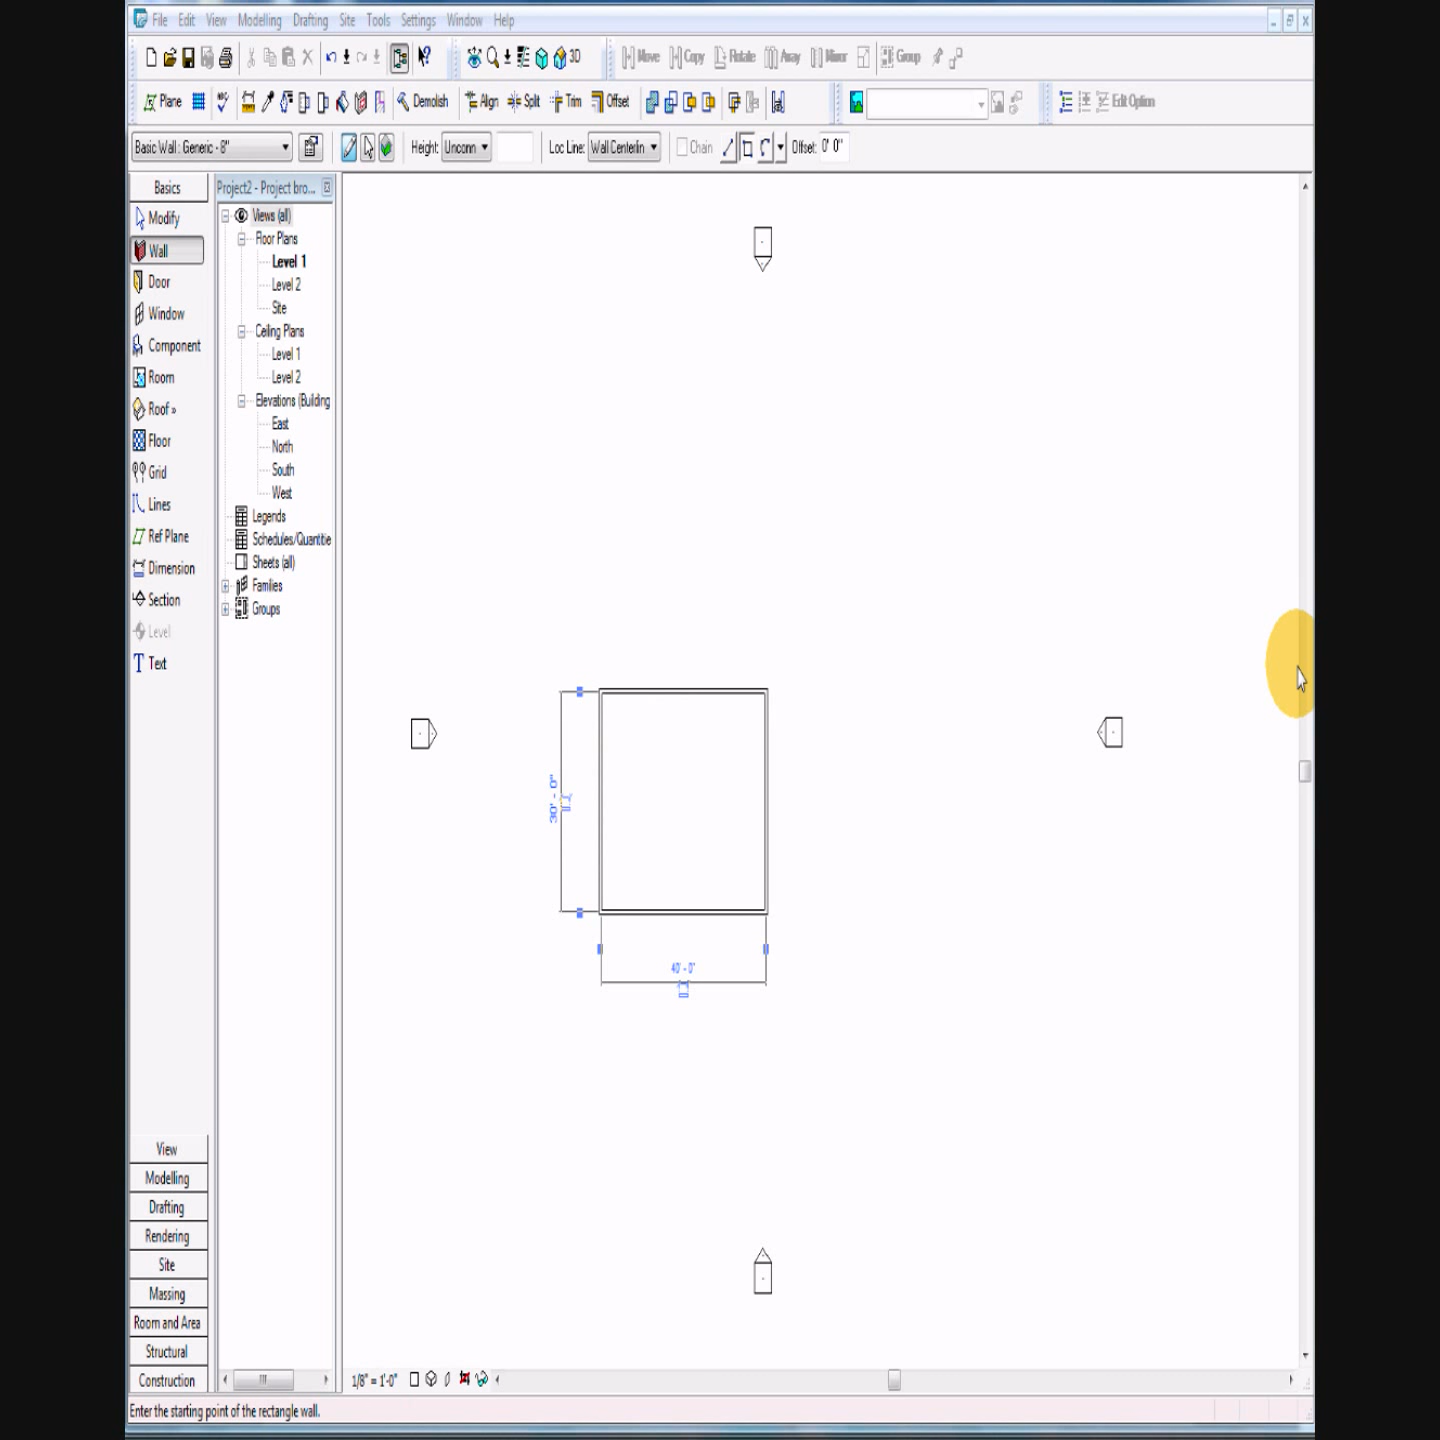 File Edit View Modelling Drafting Site Tools Settings Window Help
3D Move Copy Rotate Array Mirror Group
Plane Demolish Align Split Trim Offset Edit Option
Basic Wall : Generic - 8" Height: Unconn Loc Line: Wall Centerlin Chain Offset: 0' 0"
Basics
Modify
Wall
Door
Window
Component
Room
Roof »
Floor
Grid
Lines
Ref Plane
Dimension
Section
Level
Text
View
Modelling
Drafting
Rendering
Site
Massing
Room and Area
Structural
Construction
Project2 - Project bro...
Views (all)
Floor Plans
Level 1
Level 2
Site
Ceiling Plans
Level 1
Level 2
Elevations (Building
East
North
South
West
Legends
Schedules/Quantitie
Sheets (all)
Families
Groups
30' - 0"
40' - 0"
1/8" = 1'-0"
Enter the starting point of the rectangle wall.